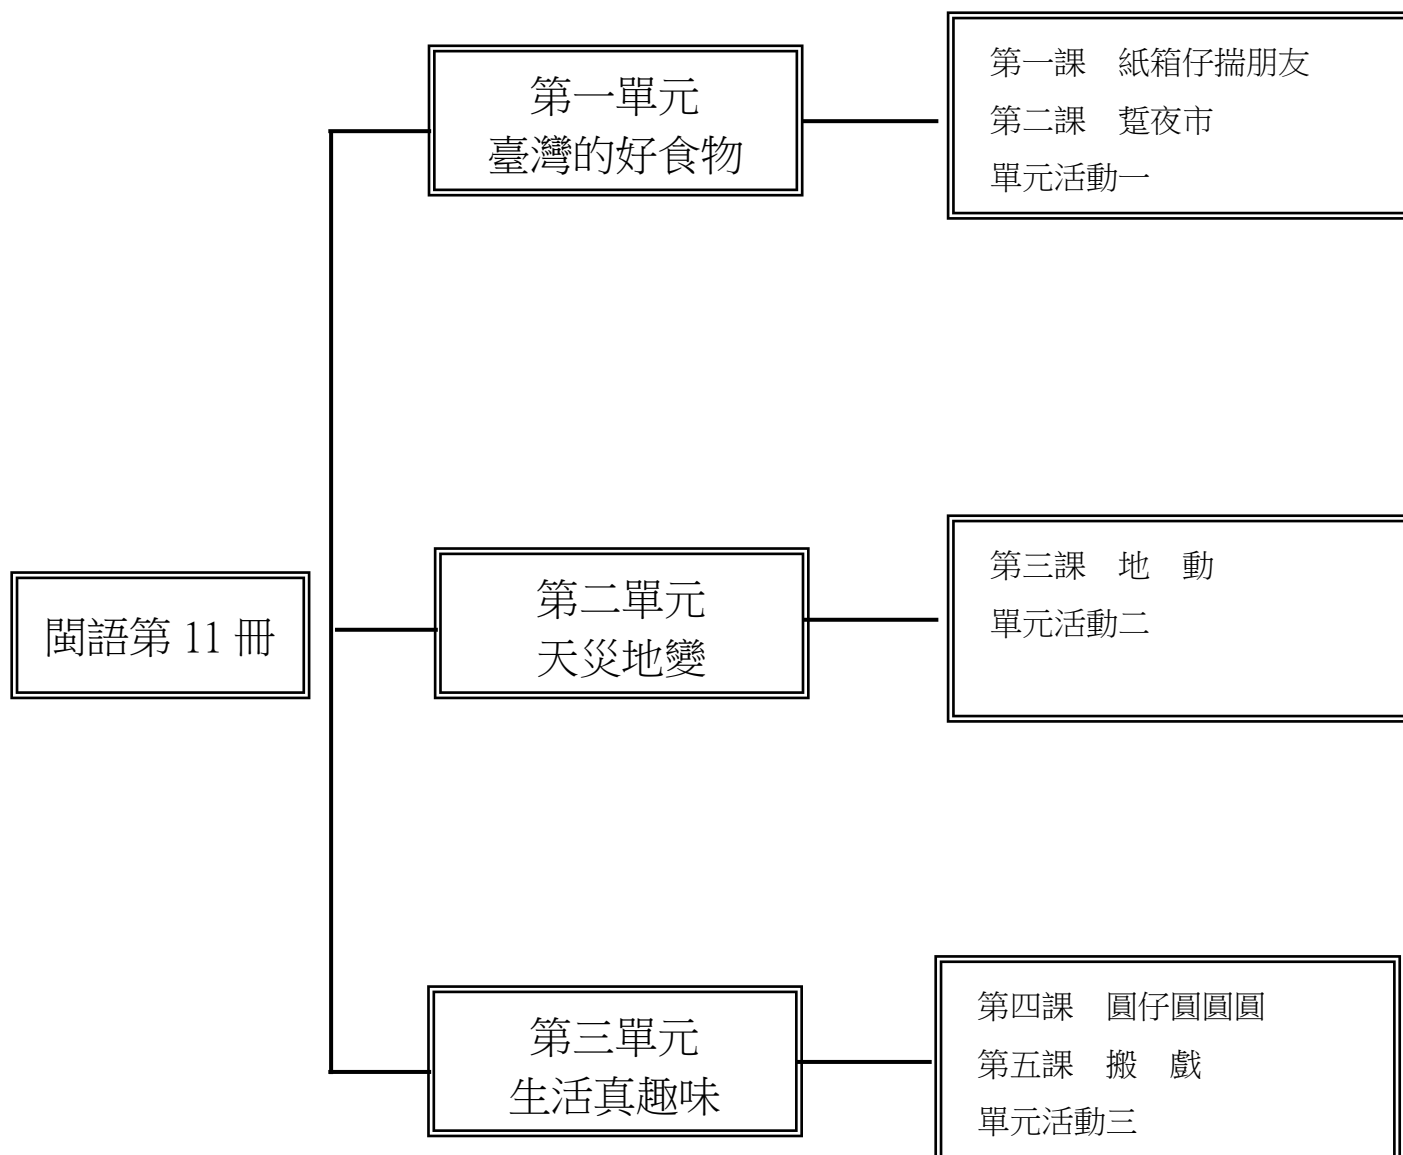 閩語第 11 冊
第一單元
臺灣的好食物
第一課　紙箱仔揣朋友
第二課　踅夜市
單元活動一
第二單元
天災地變
第三課　地　動
單元活動二
第三單元
生活真趣味
第四課　圓仔圓圓圓
第五課　搬　戲
單元活動三